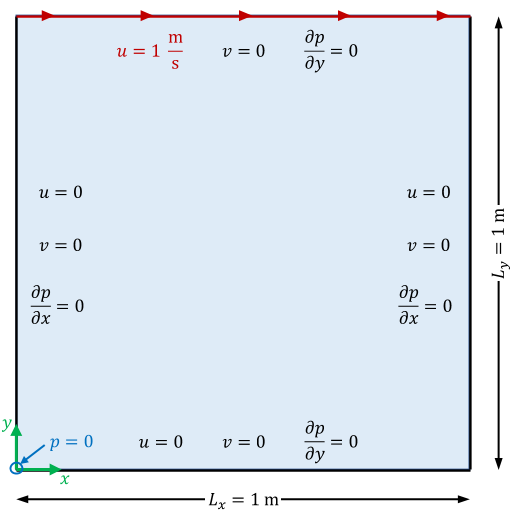 u = 1 m/s v = 0 ∂p/∂y = 0
u = 0 u = 0
v = 0 v = 0
∂p/∂x = 0 ∂p/∂x = 0
L_y = 1 m
y p = 0 u = 0 v = 0 ∂p/∂y = 0
x
L_x = 1 m